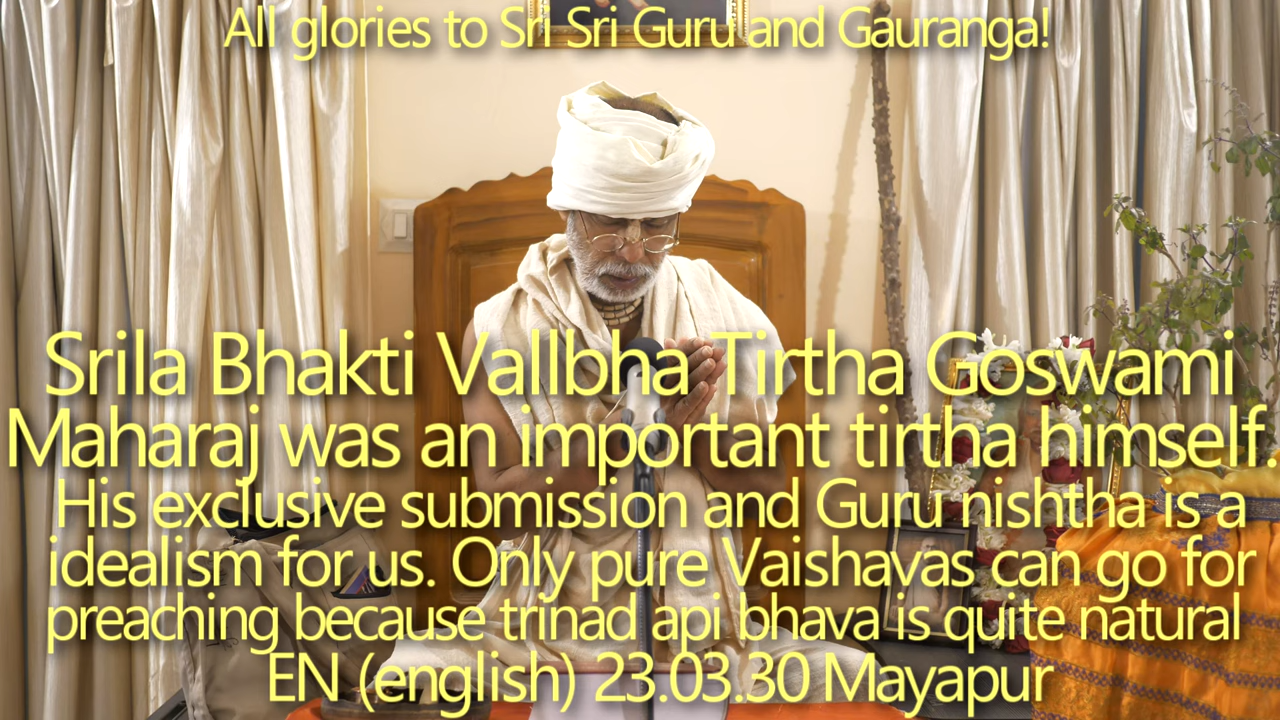 All glories to Sri Sri Guru and Gauranga!
Srila Bhakti Vallbha Tirtha Goswami
Maharaj was an important tirtha himself.
His exclusive submission and Guru nishtha is a
idealism for us. Only pure Vaishavas can go for
preaching because trinad api bhava is quite natural
EN (english) 23.03.30 Mayapur